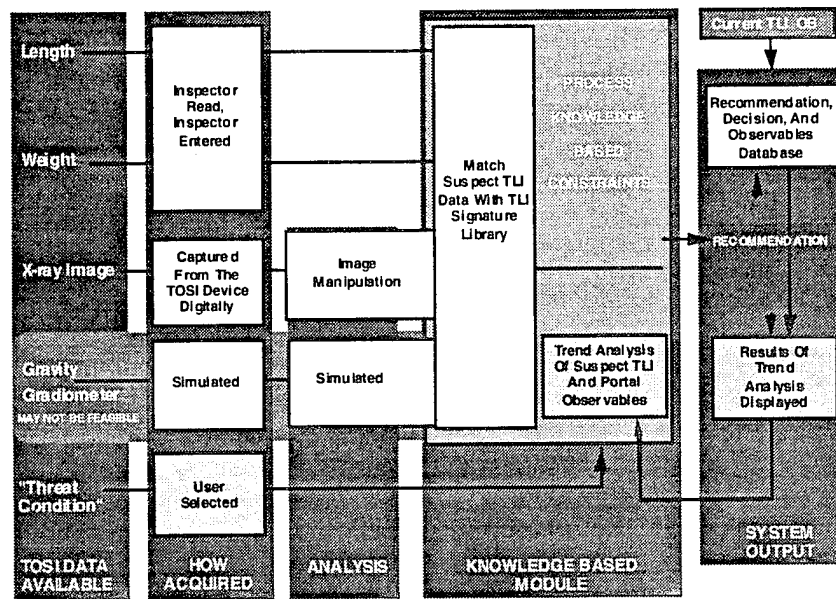 Length
Weight
X-ray Image
Gravity
Gradiometer
MAY NOT BE FEASIBLE
"Threat
Condition"
TOSI DATA
AVAILABLE
Inspector
Read,
Inspector
Entered
Captured
From The
TOSI Device
Digitally
Simulated
User
Selected
HOW
ACQUIRED
Image
Manipulation
Simulated
ANALYSIS
Match
Suspect TLI
Data With TLI
Signature
Library
PROCESS
KNOWLEDGE
BASED
CONSTRAINTS
Trend Analysis
Of Suspect TLI
And Portal
Observables
KNOWLEDGE BASED
MODULE
Current TLI OB
Recommendation,
Decision, And
Observables
Database
RECOMMENDATION
Results Of
Trend
Analysis
Displayed
SYSTEM
OUTPUT